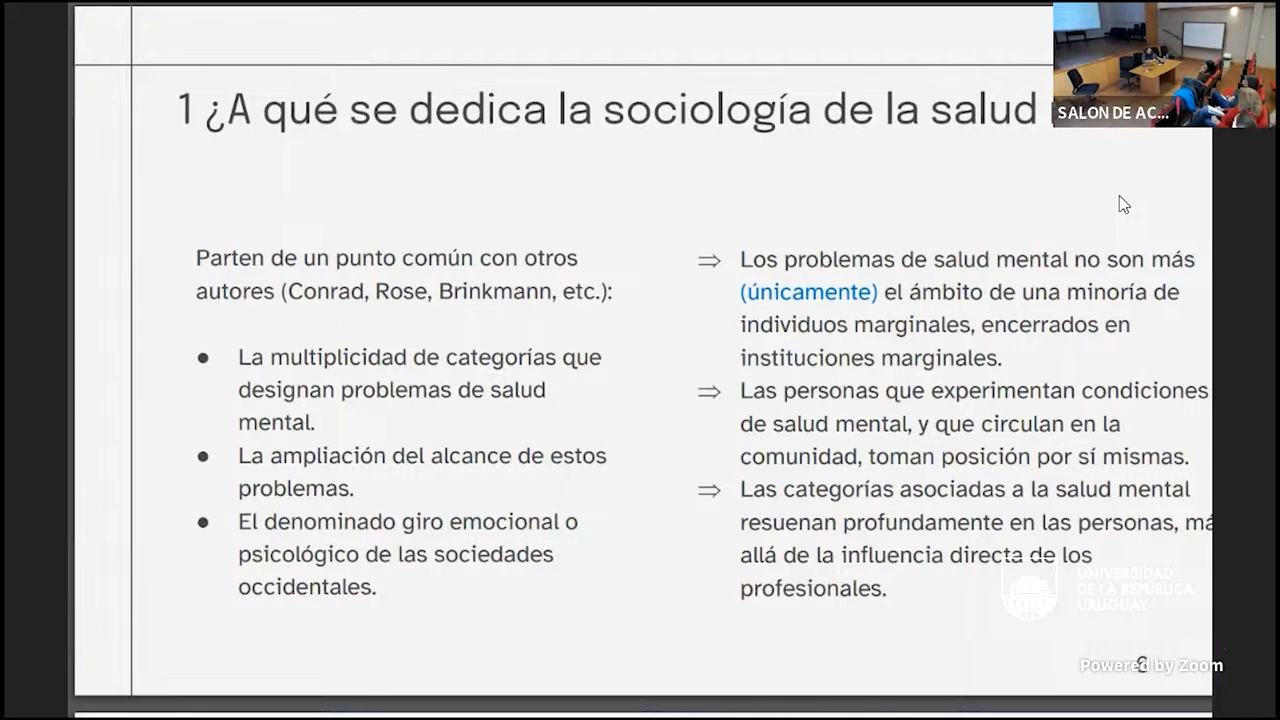 1 ¿A qué se dedica la sociología de la salud
SALON DE AC...
Parten de un punto común con otros
autores (Conrad, Rose, Brinkmann, etc.):
● La multiplicidad de categorías que
designan problemas de salud
mental.
● La ampliación del alcance de estos
problemas.
● El denominado giro emocional o
psicológico de las sociedades
occidentales.
⇒ Los problemas de salud mental no son más
(únicamente) el ámbito de una minoría de
individuos marginales, encerrados en
instituciones marginales.
⇒ Las personas que experimentan condiciones
de salud mental, y que circulan en la
comunidad, toman posición por sí mismas.
⇒ Las categorías asociadas a la salud mental
resuenan profundamente en las personas, má
allá de la influencia directa de los
profesionales.
UNIVERSIDAD
DE LA REPÚBLICA
URUGUAY
Powered by Zoom